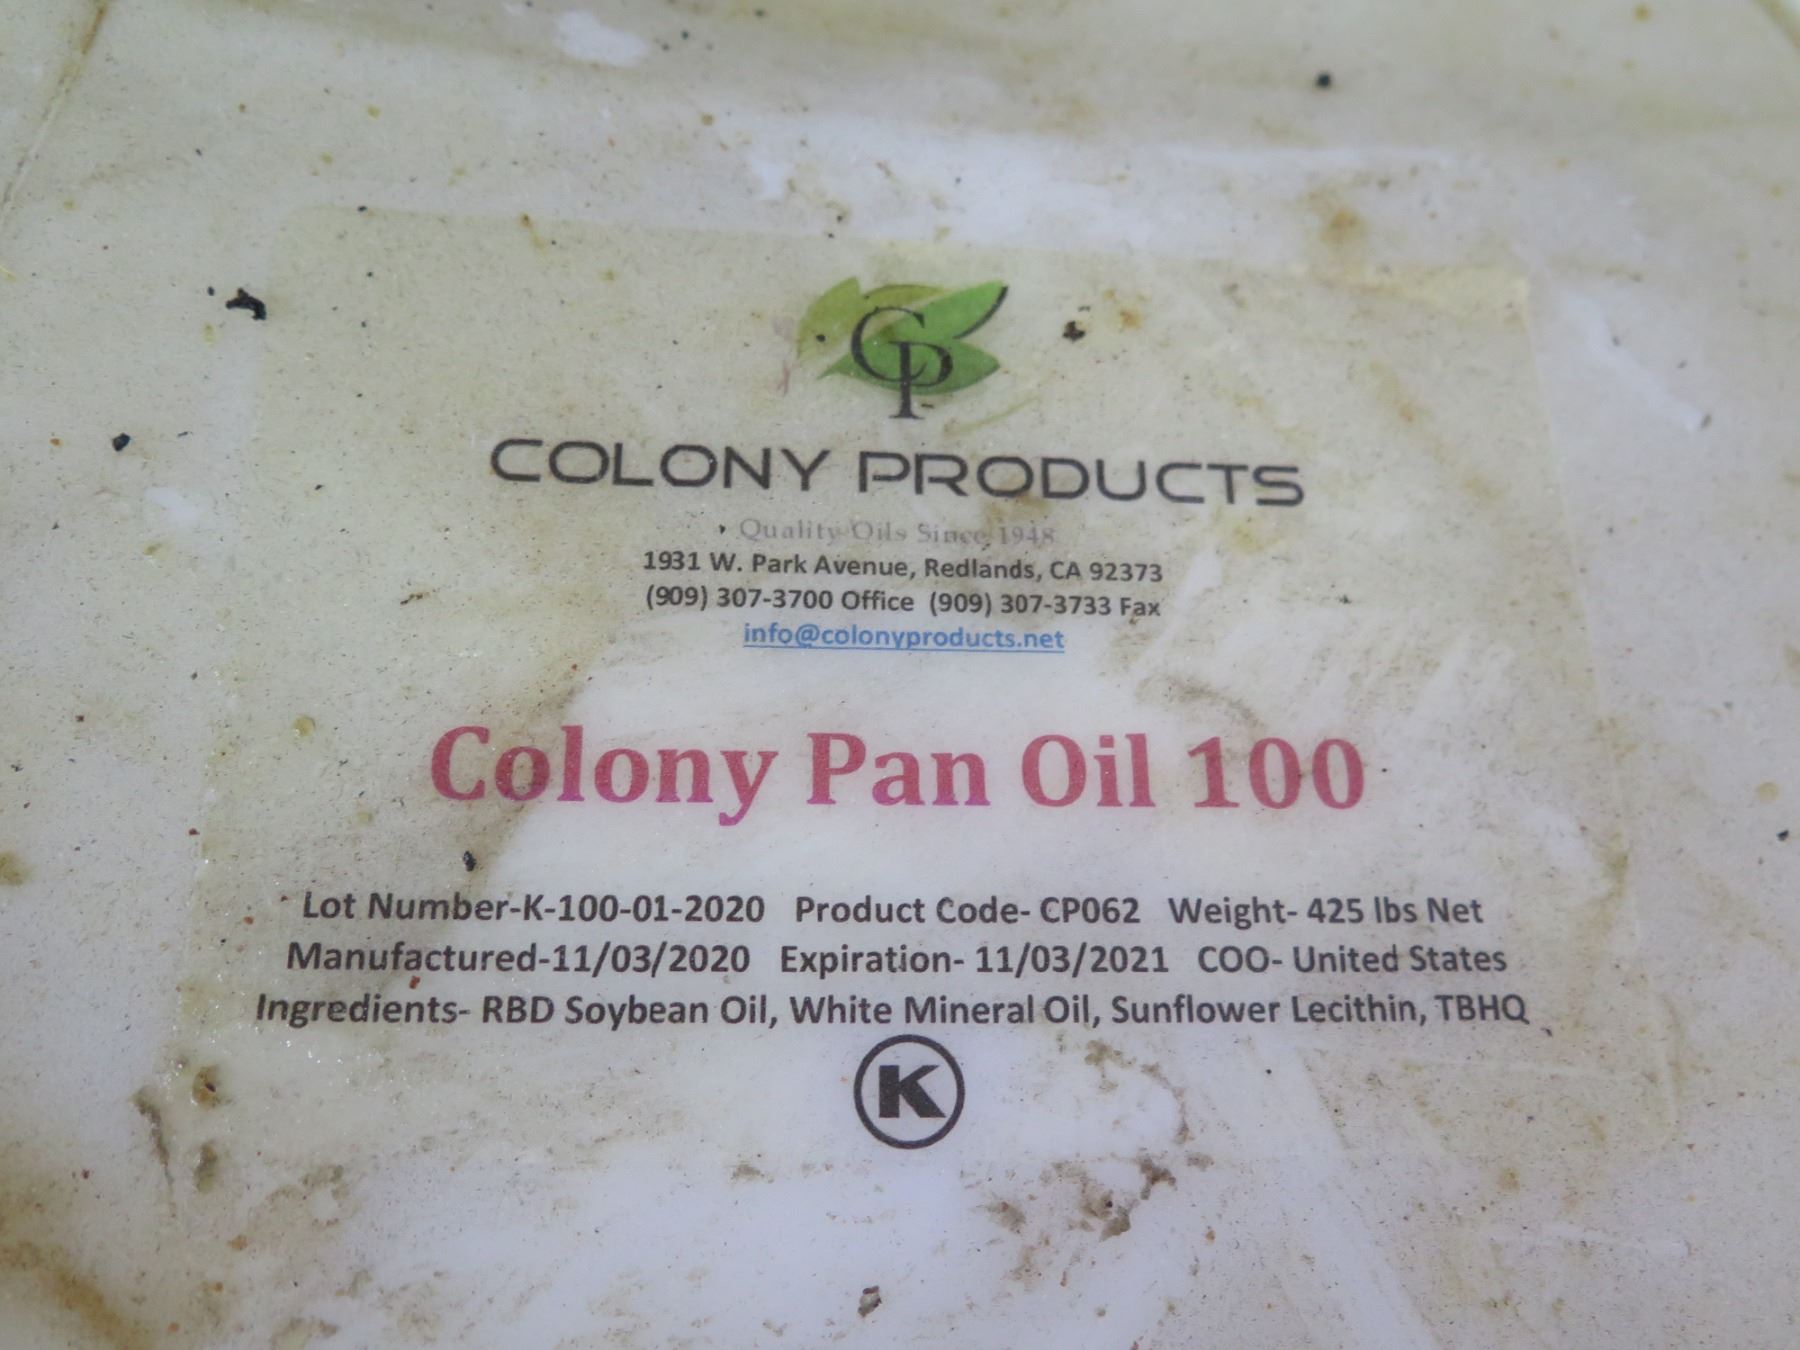 CP
COLONY PRODUCTS
Quality Oils Since 1948
1931 W. Park Avenue, Redlands, CA 92373
(909) 307-3700 Office  (909) 307-3733 Fax
info@colonyproducts.net
Colony Pan Oil 100
Lot Number-K-100-01-2020   Product Code- CP062   Weight- 425 lbs Net
Manufactured-11/03/2020   Expiration- 11/03/2021   COO- United States
Ingredients- RBD Soybean Oil, White Mineral Oil, Sunflower Lecithin, TBHQ
K